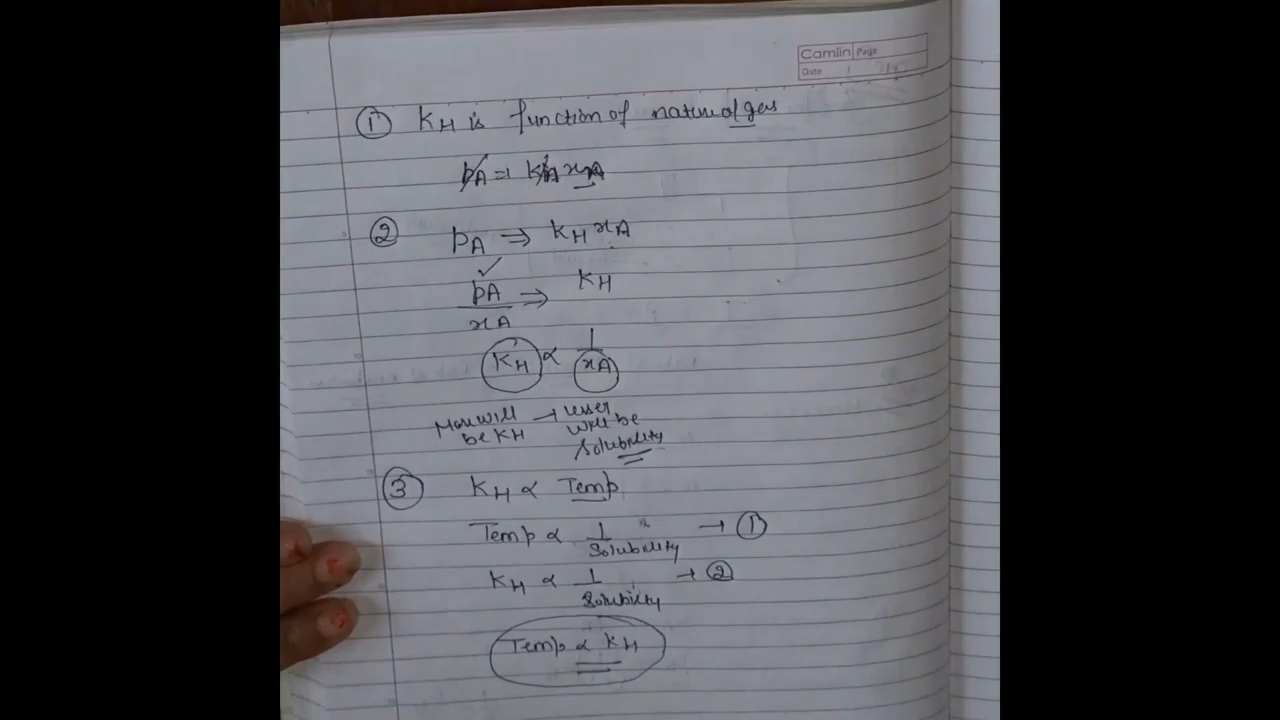 Camlin Page
Date
① KH is function of nature of gas
pA = KH xA
② pA ⇒ KH xA
✓
pA/xA ⇒ KH
KH ∝ 1/xA
More will be KH → lesser will be solubility
③ KH ∝ Temp
Temp ∝ 1/Solubility → ①
KH ∝ 1/Solubility → ②
Temp ∝ KH